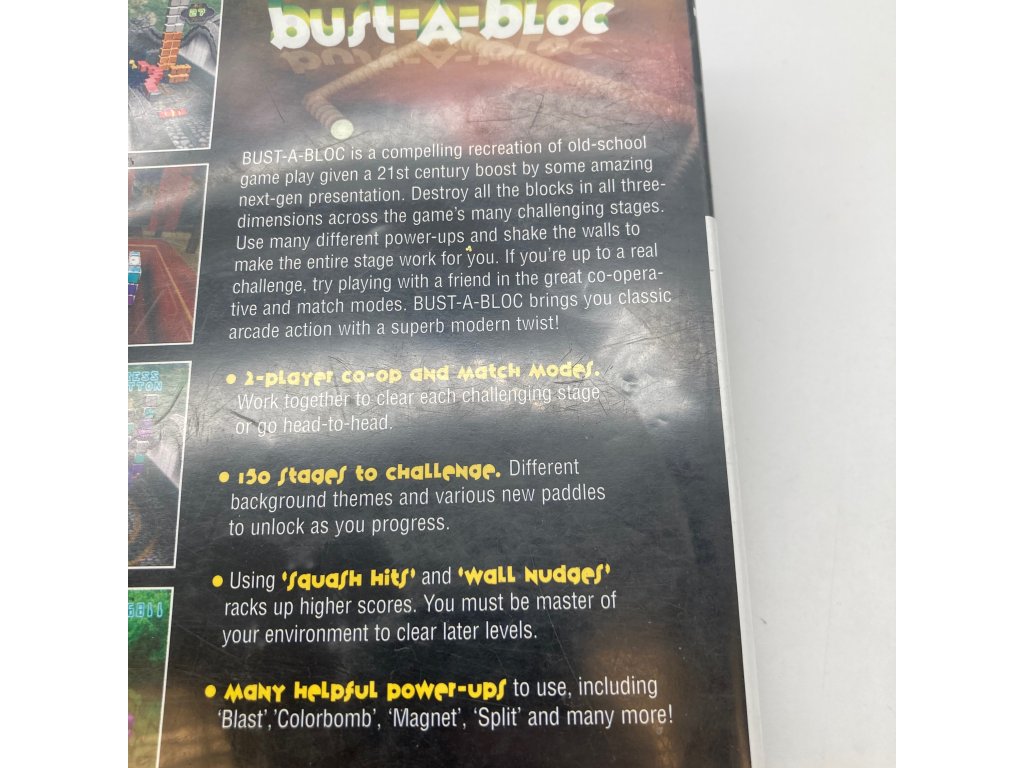 bust-A-bloc
BUST-A-BLOC is a compelling recreation of old-school
game play given a 21st century boost by some amazing
next-gen presentation. Destroy all the blocks in all three-
dimensions across the game's many challenging stages.
Use many different power-ups and shake the walls to
make the entire stage work for you. If you're up to a real
challenge, try playing with a friend in the great co-opera-
tive and match modes. BUST-A-BLOC brings you classic
arcade action with a superb modern twist!
• 2-player co-op and Match Modes.
Work together to clear each challenging stage
or go head-to-head.
• 150 stages to challenge. Different
background themes and various new paddles
to unlock as you progress.
• Using 'squash hits' and 'wall nudges'
racks up higher scores. You must be master of
your environment to clear later levels.
• Many helpful power-ups to use, including
'Blast','Colorbomb', 'Magnet', 'Split' and many more!